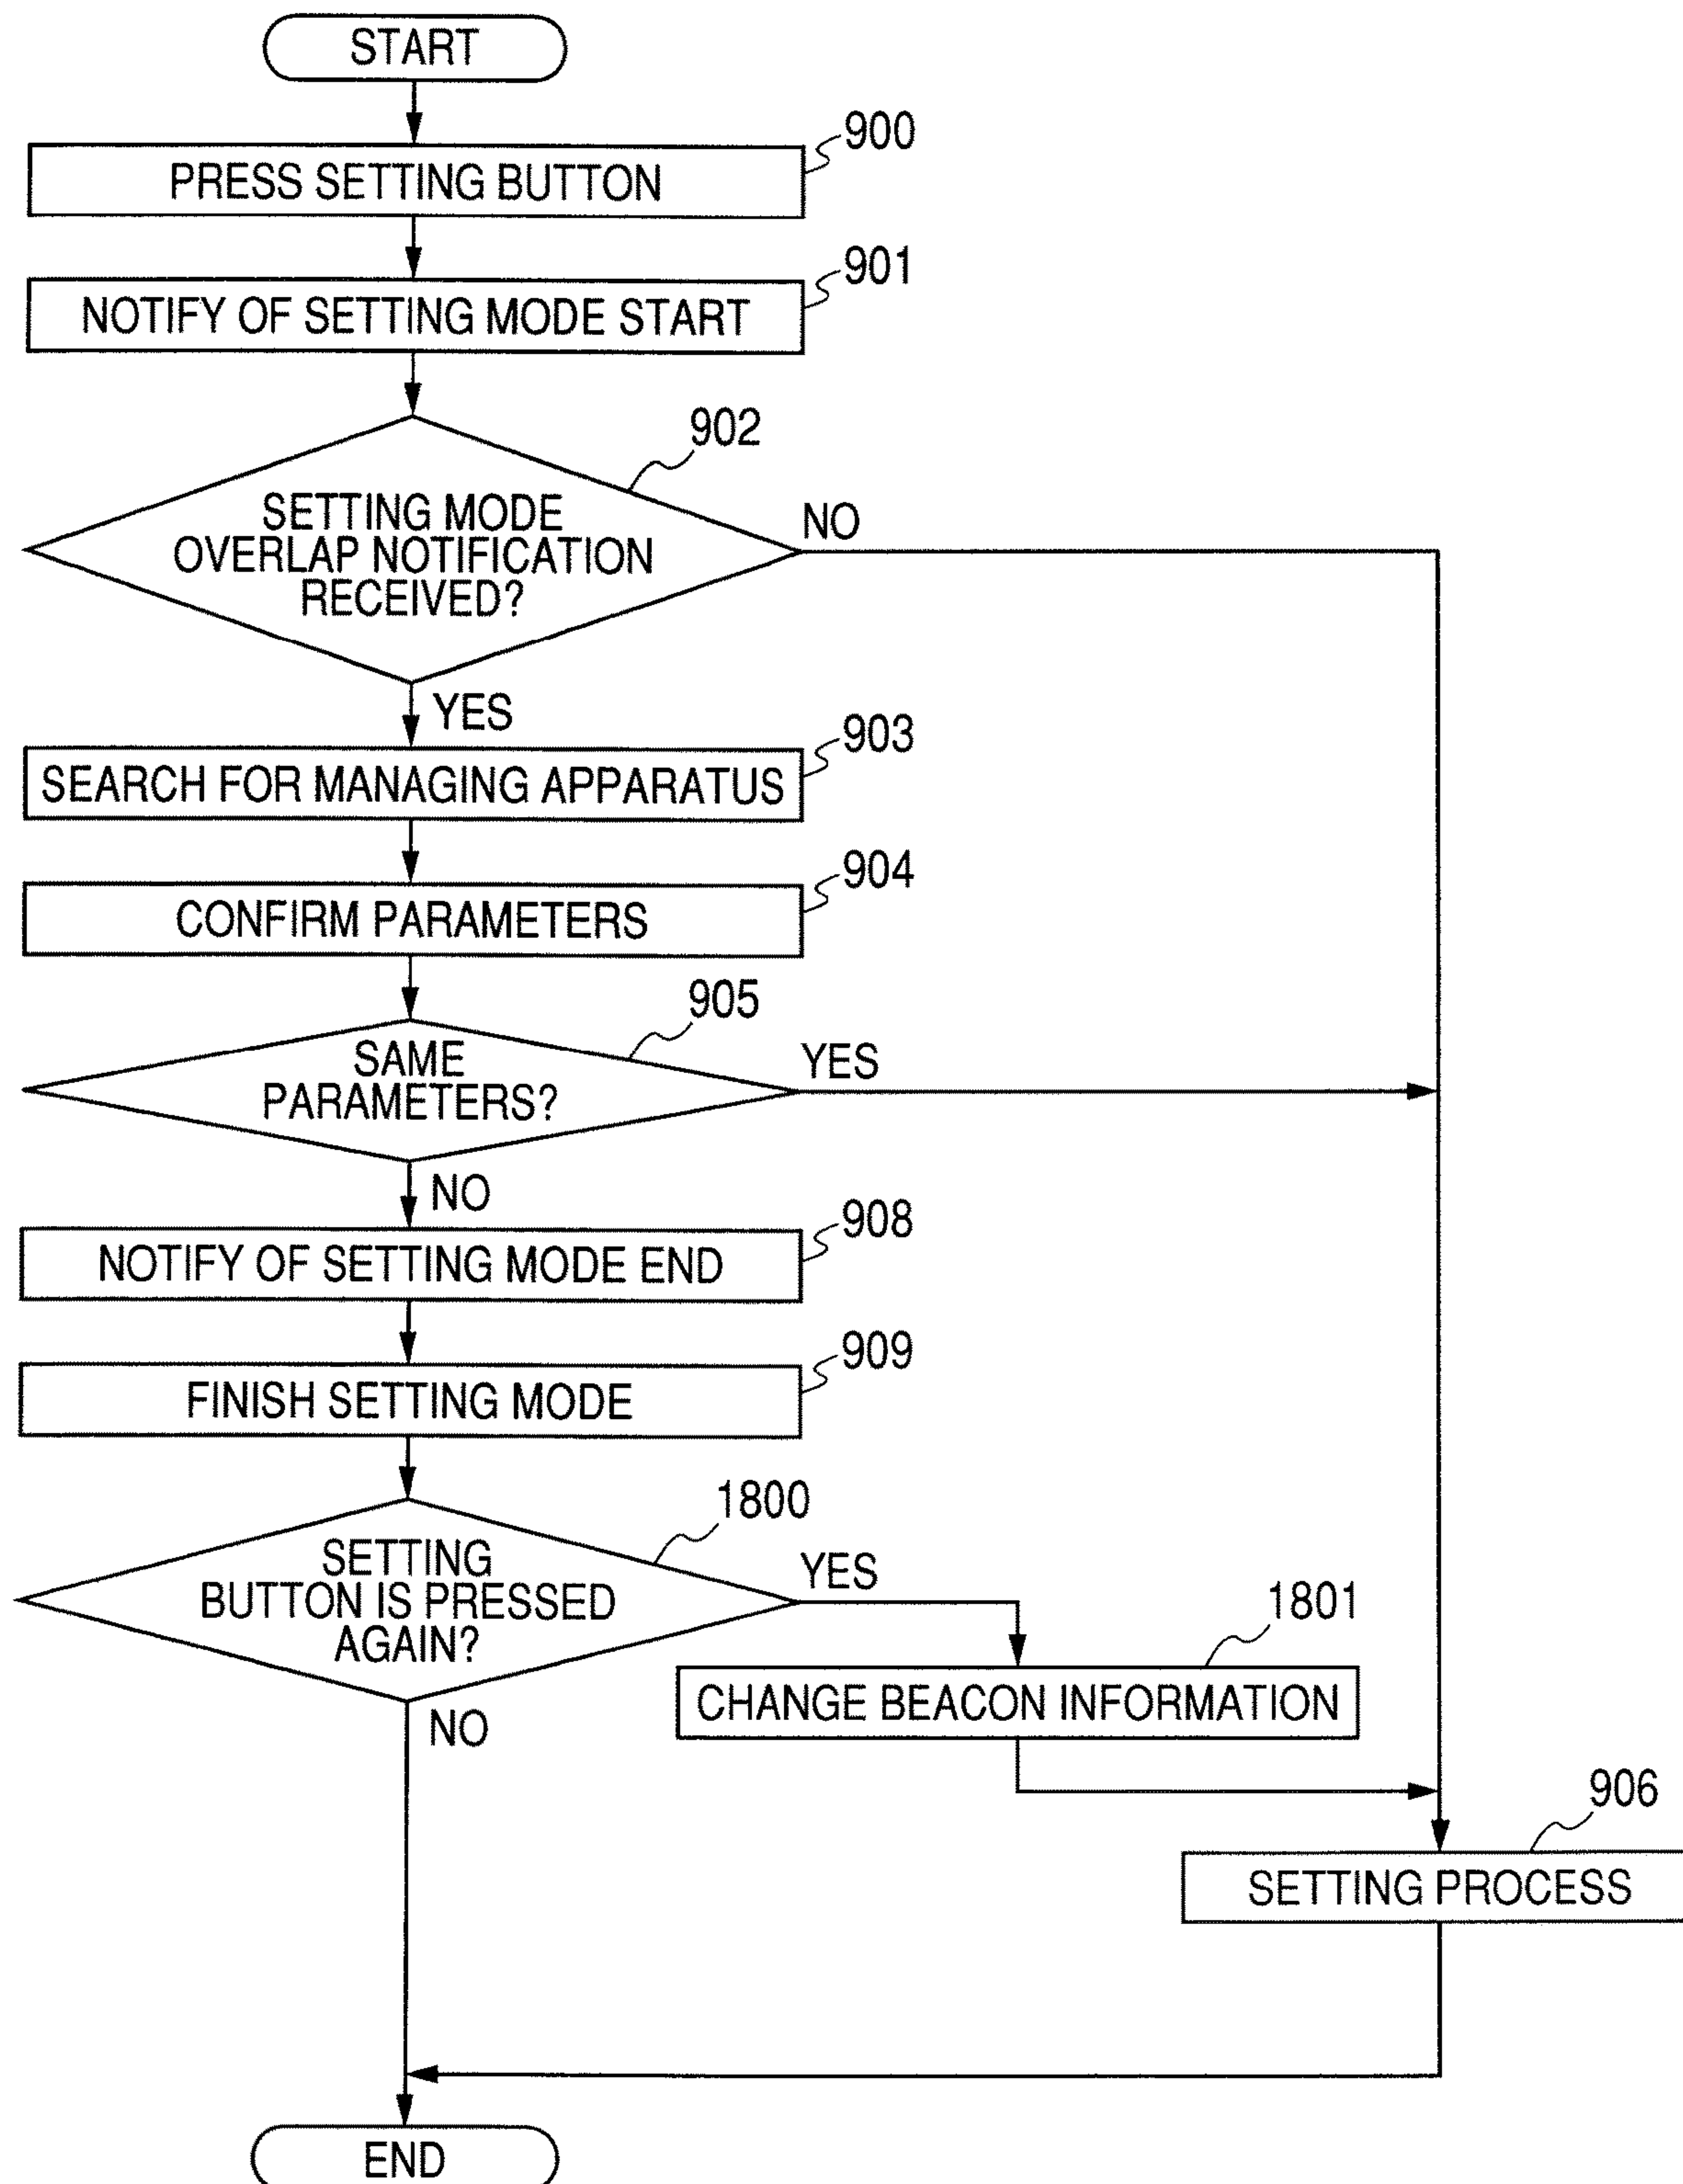 START
900
PRESS SETTING BUTTON
901
NOTIFY OF SETTING MODE START
902
SETTING MODE
OVERLAP NOTIFICATION
RECEIVED?
NO
YES
903
SEARCH FOR MANAGING APPARATUS
904
CONFIRM PARAMETERS
905
SAME
PARAMETERS?
YES
NO
908
NOTIFY OF SETTING MODE END
909
FINISH SETTING MODE
1800
SETTING
BUTTON IS PRESSED
AGAIN?
YES
NO
1801
CHANGE BEACON INFORMATION
906
SETTING PROCESS
END